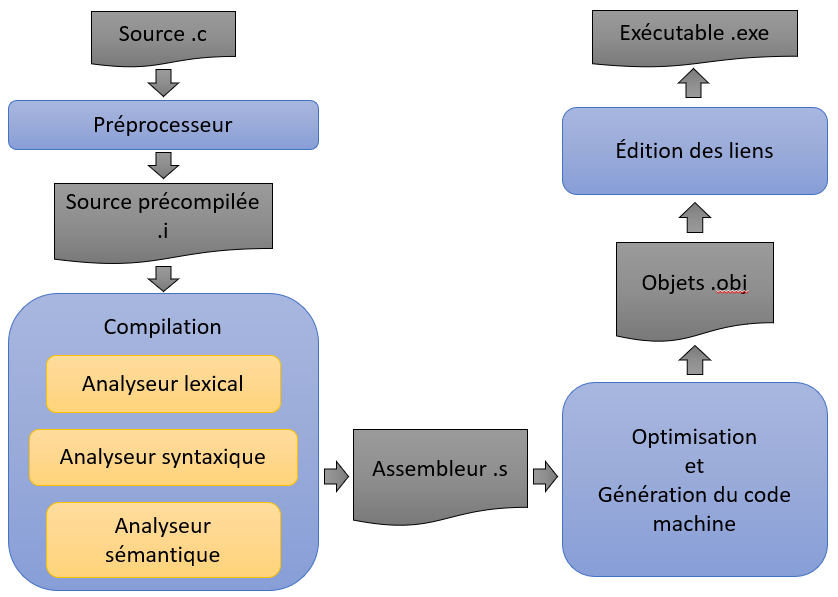 Source .c
Préprocesseur
Source précompilée
.i
Compilation
Analyseur lexical
Analyseur syntaxique
Analyseur
sémantique
Assembleur .s
Optimisation
et
Génération du code
machine
Objets .obj
Édition des liens
Exécutable .exe